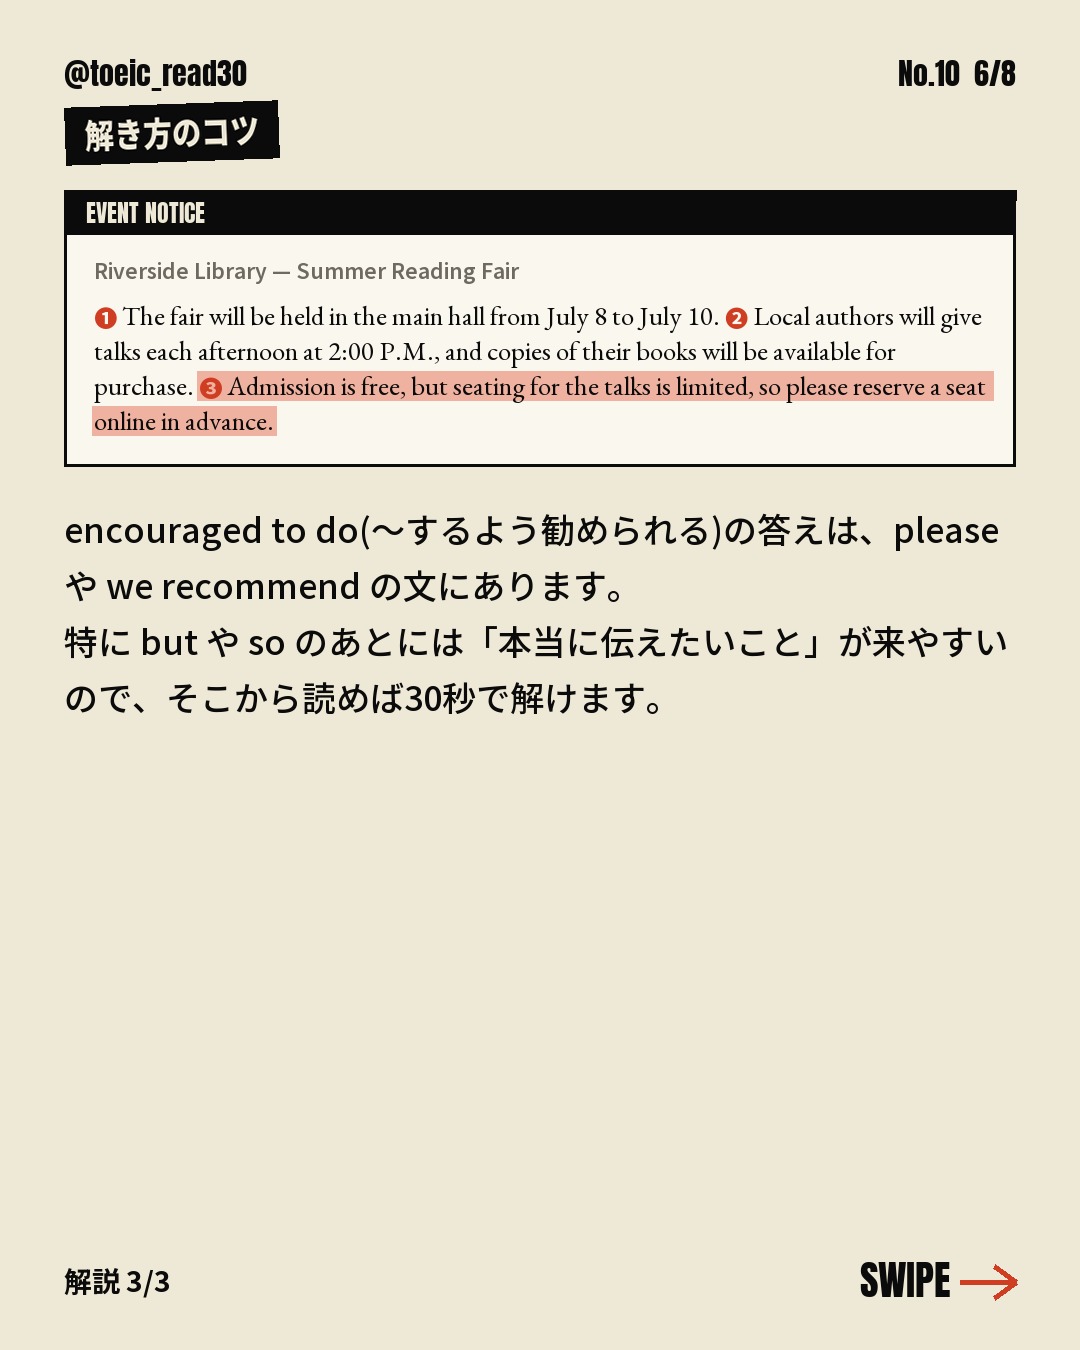 @toeic_read30
No.10 6/8
解き方のコツ
EVENT NOTICE
Riverside Library — Summer Reading Fair
❶ The fair will be held in the main hall from July 8 to July 10. ❷ Local authors will give
talks each afternoon at 2:00 P.M., and copies of their books will be available for
purchase. ❸ Admission is free, but seating for the talks is limited, so please reserve a seat
online in advance.
encouraged to do(〜するよう勧められる)の答えは、please
や we recommend の文にあります。
特に but や so のあとには「本当に伝えたいこと」が来やすい
ので、そこから読めば30秒で解けます。
解説 3/3
SWIPE